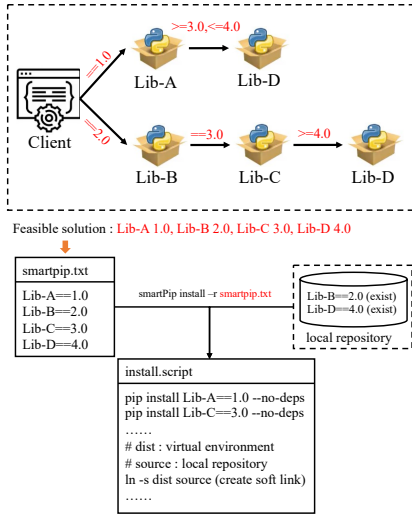 >=3.0,<=4.0
==1.0
Lib-A
Lib-D
Client
==2.0
==3.0
>=4.0
Lib-B
Lib-C
Lib-D
Feasible solution : Lib-A 1.0, Lib-B 2.0, Lib-C 3.0, Lib-D 4.0
smartpip.txt
Lib-A==1.0
Lib-B==2.0
Lib-C==3.0
Lib-D==4.0
smartPip install –r smartpip.txt
Lib-B==2.0 (exist)
Lib-D==4.0 (exist)
local repository
install.script
pip install Lib-A==1.0 --no-deps
pip install Lib-C==3.0 --no-deps
......
# dist : virtual environment
# source : local repository
ln -s dist source (create soft link)
......